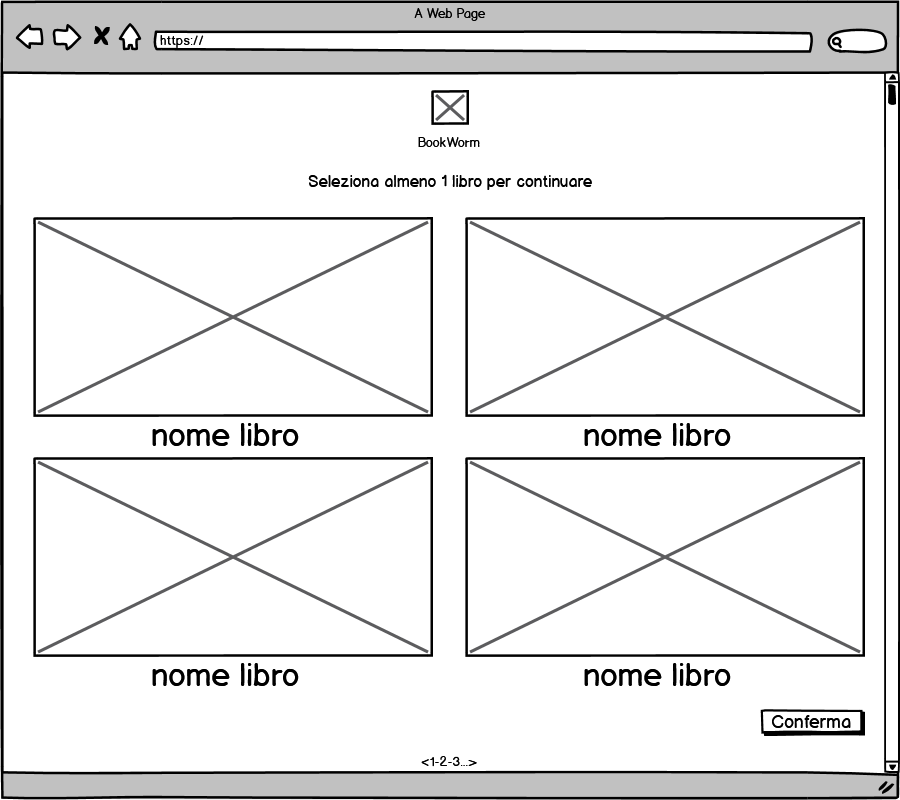 A Web Page
https://
BookWorm
Seleziona almeno 1 libro per continuare
nome libro
nome libro
nome libro
nome libro
Conferma
<1-2-3...>